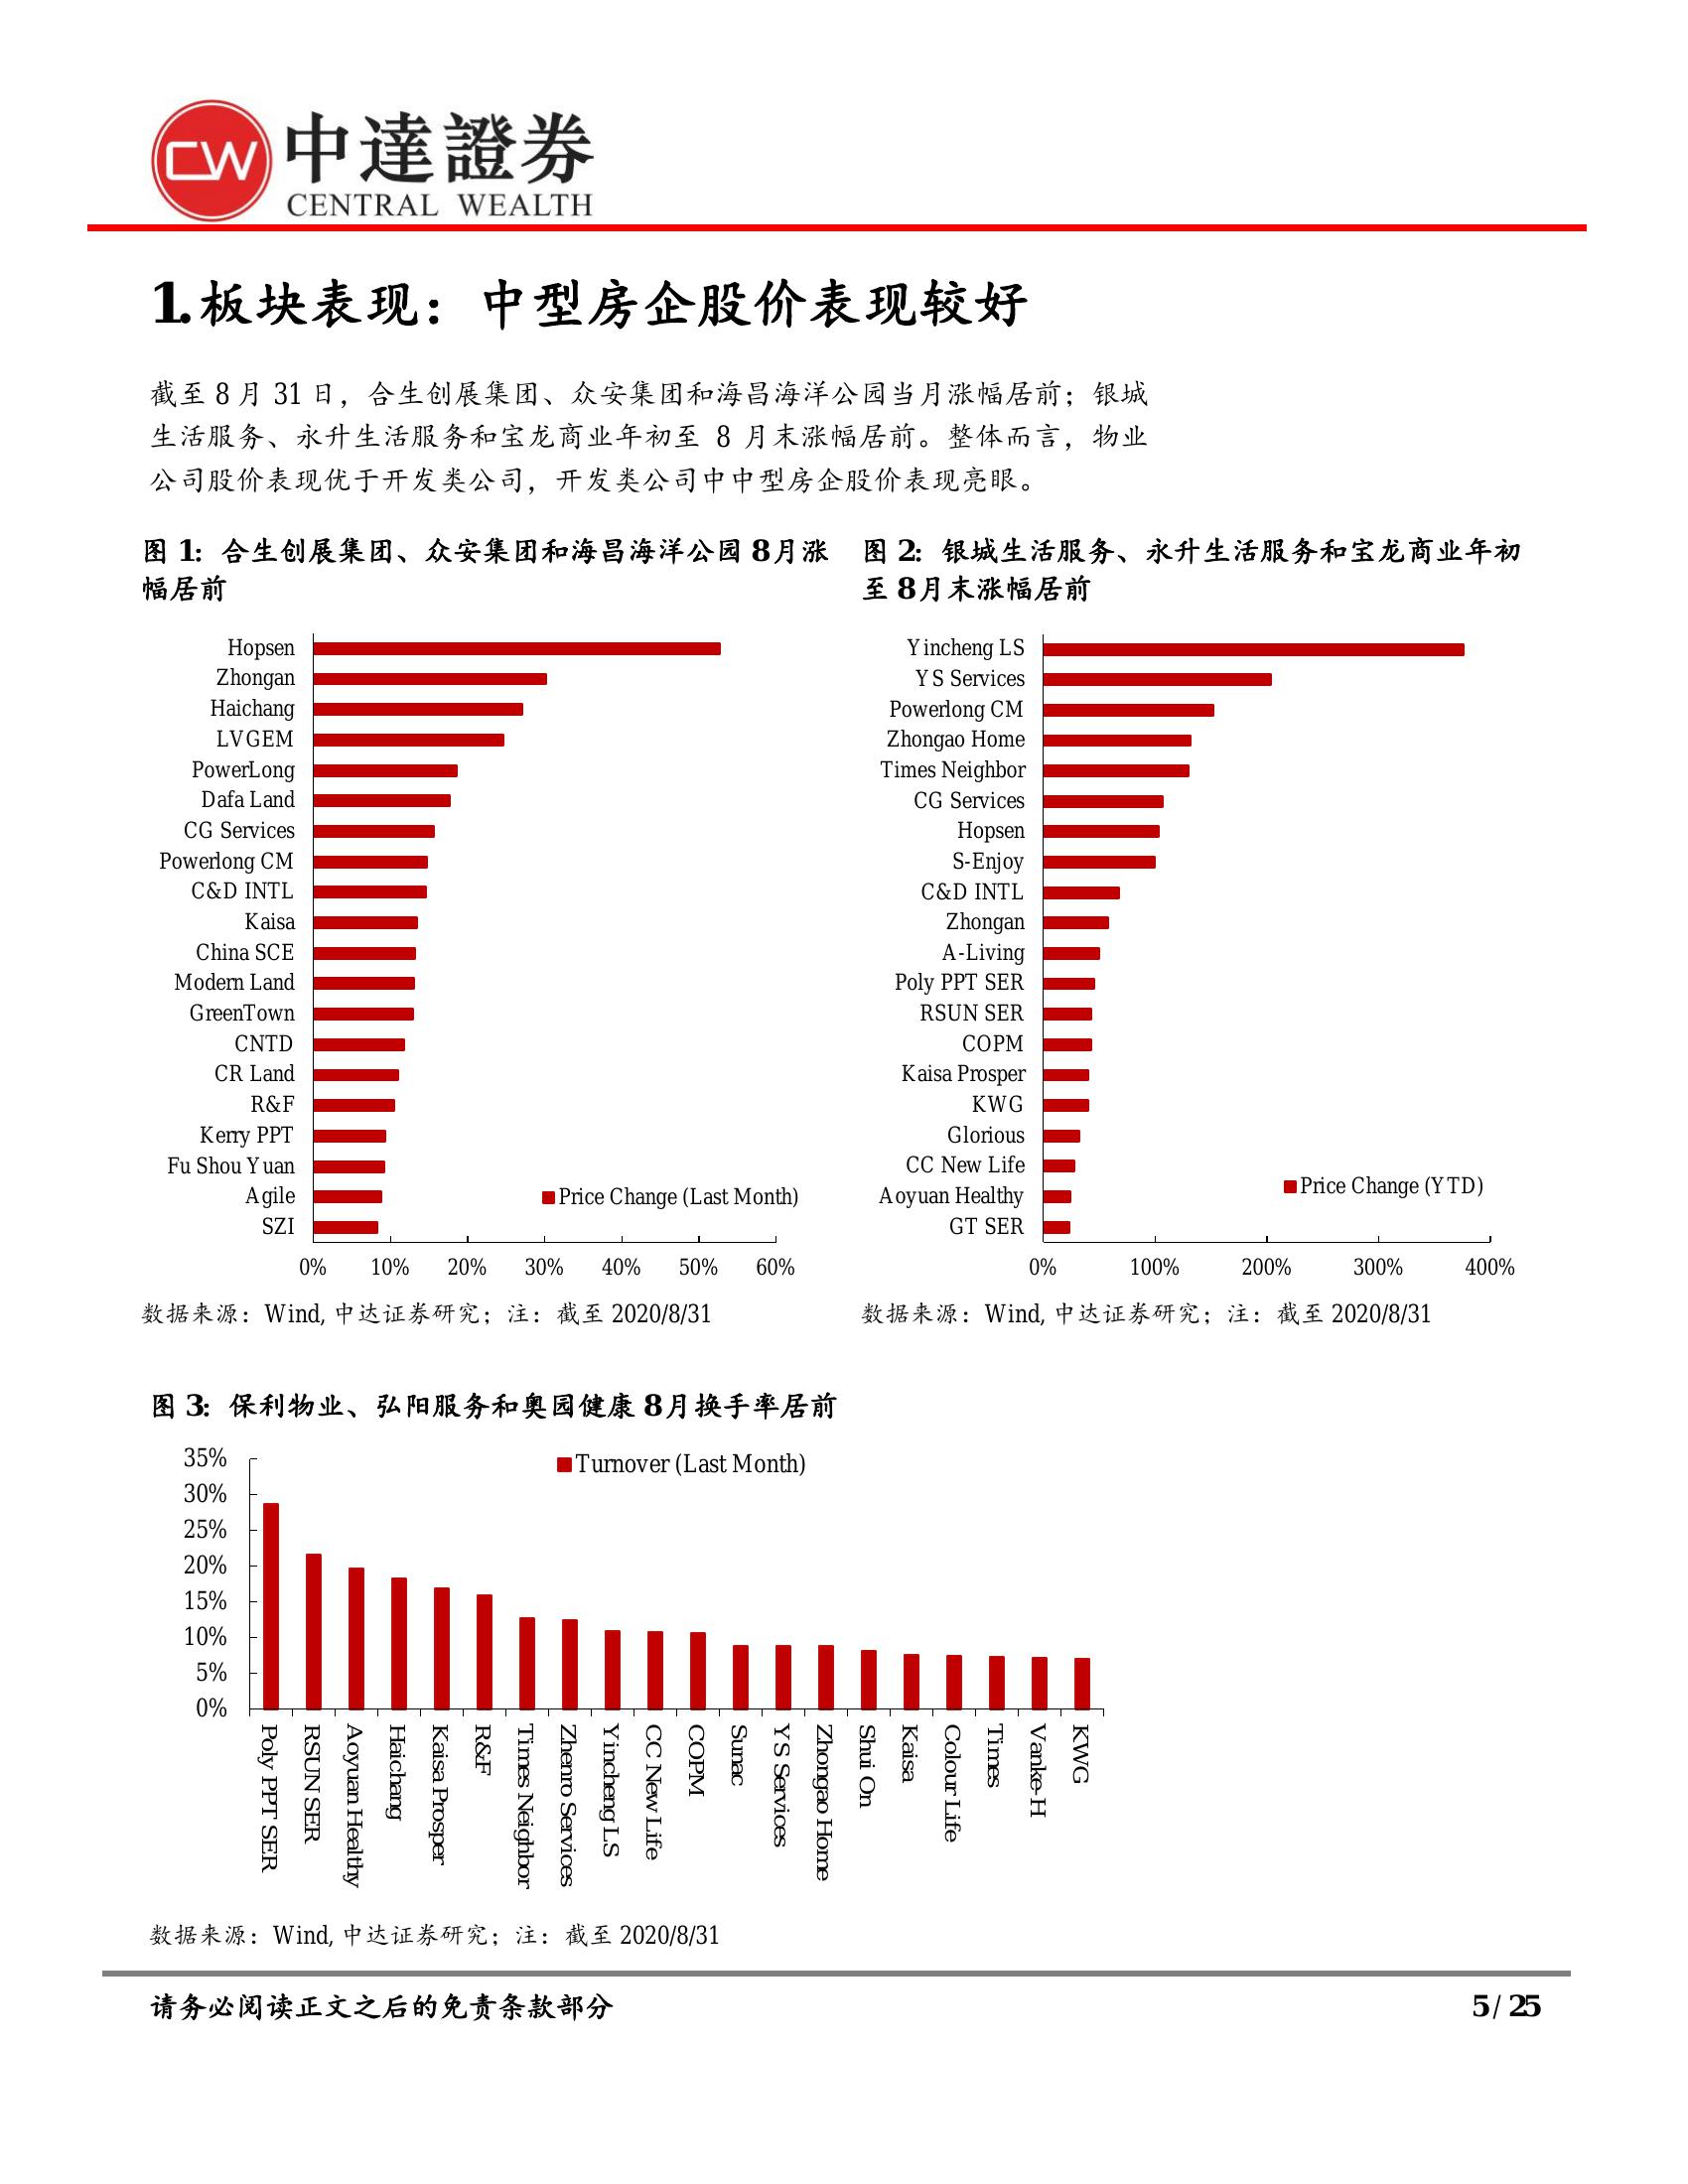 CW 中達證券
CENTRAL WEALTH
1.板块表现：中型房企股价表现较好
截至 8 月 31 日，合生创展集团、众安集团和海昌海洋公园当月涨幅居前；银城
生活服务、永升生活服务和宝龙商业年初至 8 月末涨幅居前。整体而言，物业
公司股价表现优于开发类公司，开发类公司中中型房企股价表现亮眼。
图 1：合生创展集团、众安集团和海昌海洋公园 8月涨
幅居前
Hopsen
Zhongan
Haichang
LVGEM
PowerLong
Dafa Land
CG Services
Powerlong CM
C&D INTL
Kaisa
China SCE
Modern Land
GreenTown
CNTD
CR Land
R&F
Kerry PPT
Fu Shou Yuan
Agile
SZI
Price Change (Last Month)
0% 10% 20% 30% 40% 50% 60%
数据来源：Wind, 中达证券研究；注：截至 2020/8/31
图 2：银城生活服务、永升生活服务和宝龙商业年初
至 8月末涨幅居前
Yincheng LS
YS Services
Powerlong CM
Zhongao Home
Times Neighbor
CG Services
Hopsen
S-Enjoy
C&D INTL
Zhongan
A-Living
Poly PPT SER
RSUN SER
COPM
Kaisa Prosper
KWG
Glorious
CC New Life
Aoyuan Healthy
GT SER
Price Change (YTD)
0% 100% 200% 300% 400%
数据来源：Wind, 中达证券研究；注：截至 2020/8/31
图 3：保利物业、弘阳服务和奥园健康 8月换手率居前
Turnover (Last Month)
35%
30%
25%
20%
15%
10%
5%
0%
Poly PPT SER
RSUN SER
Aoyuan Healthy
Haichang
Kaisa Prosper
R&F
Times Neighbor
Zhenro Services
Yincheng LS
CC New Life
COPM
Sunac
YS Services
Zhongao Home
Shui On
Kaisa
Colour Life
Times
Vanke-H
KWG
数据来源：Wind, 中达证券研究；注：截至 2020/8/31
请务必阅读正文之后的免责条款部分
5 / 25